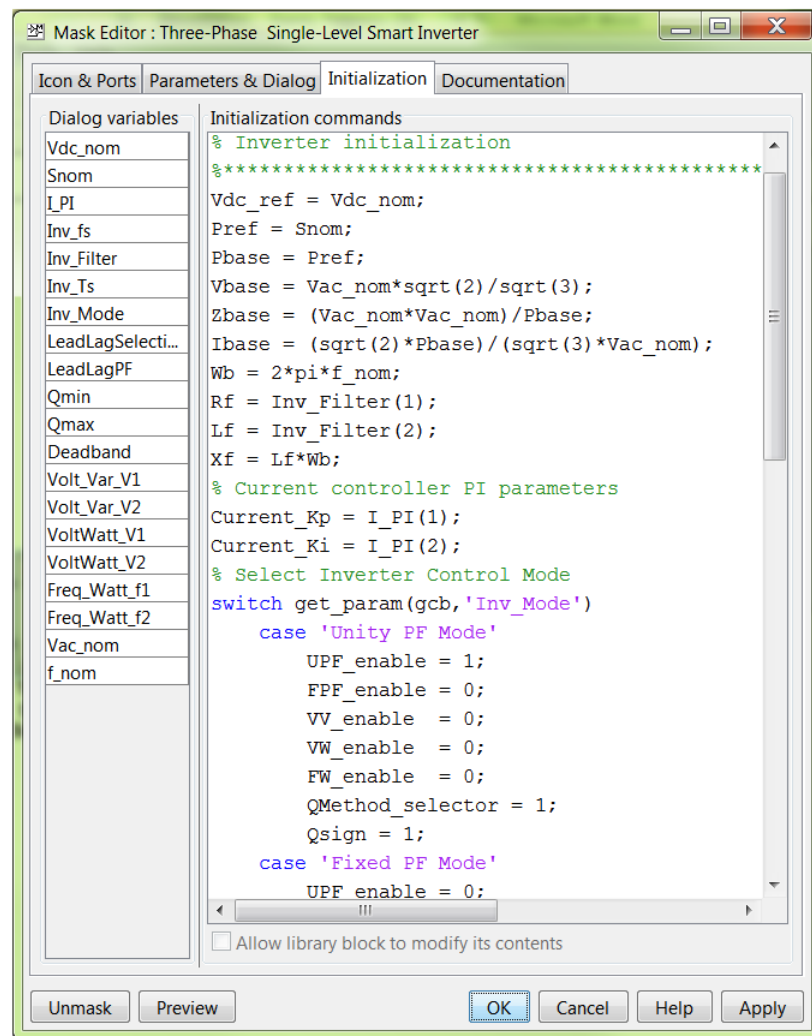 Mask Editor : Three-Phase Single-Level Smart Inverter
Icon & Ports
Parameters & Dialog
Initialization
Documentation
Dialog variables
Vdc_nom
Snom
I_PI
Inv_fs
Inv_Filter
Inv_Ts
Inv_Mode
LeadLagSelecti...
LeadLagPF
Qmin
Qmax
Deadband
Volt_Var_V1
Volt_Var_V2
VoltWatt_V1
VoltWatt_V2
Freq_Watt_f1
Freq_Watt_f2
Vac_nom
f_nom
Initialization commands
% Inverter initialization
%*********************************************
Vdc_ref = Vdc_nom;
Pref = Snom;
Pbase = Pref;
Vbase = Vac_nom*sqrt(2)/sqrt(3);
Zbase = (Vac_nom*Vac_nom)/Pbase;
Ibase = (sqrt(2)*Pbase)/(sqrt(3)*Vac_nom);
Wb = 2*pi*f_nom;
Rf = Inv_Filter(1);
Lf = Inv_Filter(2);
Xf = Lf*Wb;
% Current controller PI parameters
Current_Kp = I_PI(1);
Current_Ki = I_PI(2);
% Select Inverter Control Mode
switch get_param(gcb,'Inv_Mode')
case 'Unity PF Mode'
UPF_enable = 1;
FPF_enable = 0;
VV_enable = 0;
VW_enable = 0;
FW_enable = 0;
QMethod_selector = 1;
Qsign = 1;
case 'Fixed PF Mode'
UPF_enable = 0;
Allow library block to modify its contents
Unmask
Preview
OK
Cancel
Help
Apply